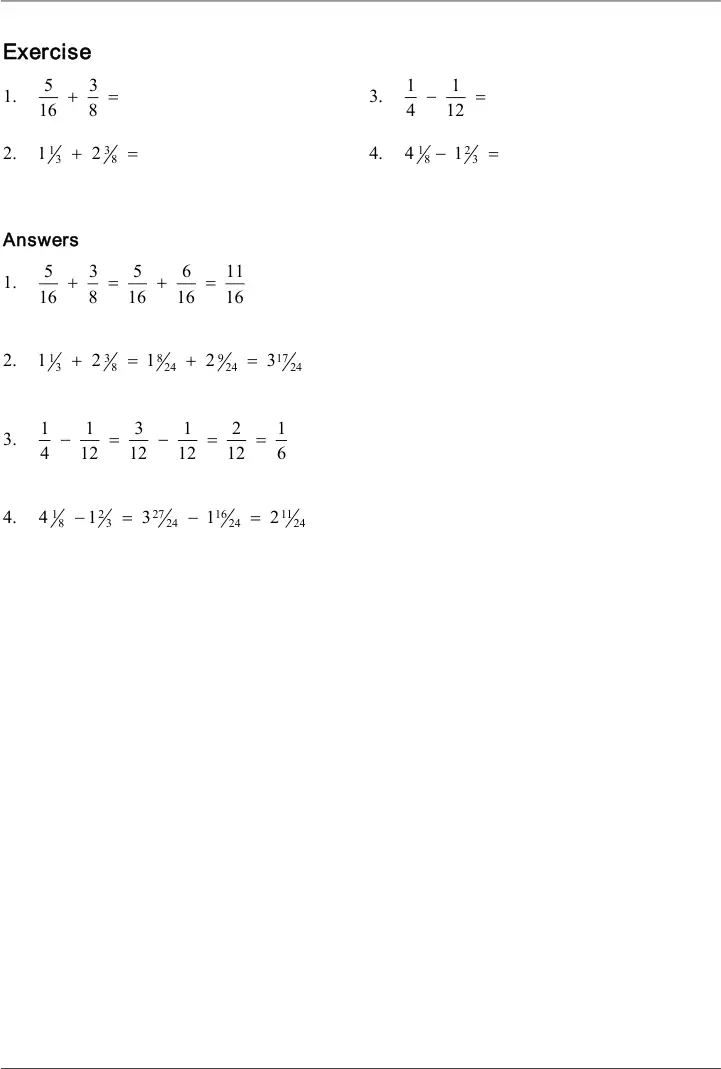 Exercise
1. 5/16 + 3/8 =
3. 1/4 − 1/12 =
2. 1 1/3 + 2 3/8 =
4. 4 1/8 − 1 2/3 =
Answers
1. 5/16 + 3/8 = 5/16 + 6/16 = 11/16
2. 1 1/3 + 2 3/8 = 1 8/24 + 2 9/24 = 3 17/24
3. 1/4 − 1/12 = 3/12 − 1/12 = 2/12 = 1/6
4. 4 1/8 − 1 2/3 = 3 27/24 − 1 16/24 = 2 11/24